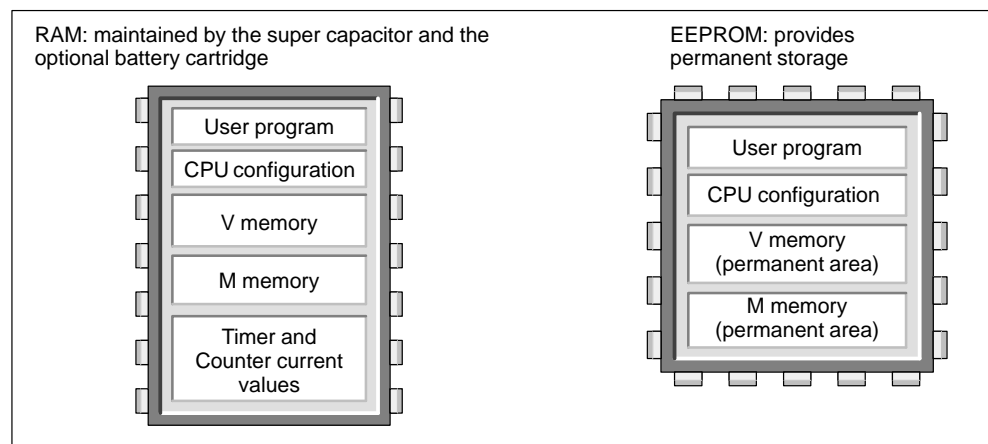 RAM: maintained by the super capacitor and the
optional battery cartridge
User program
CPU configuration
V memory
M memory
Timer and
Counter current
values
EEPROM: provides
permanent storage
User program
CPU configuration
V memory
(permanent area)
M memory
(permanent area)